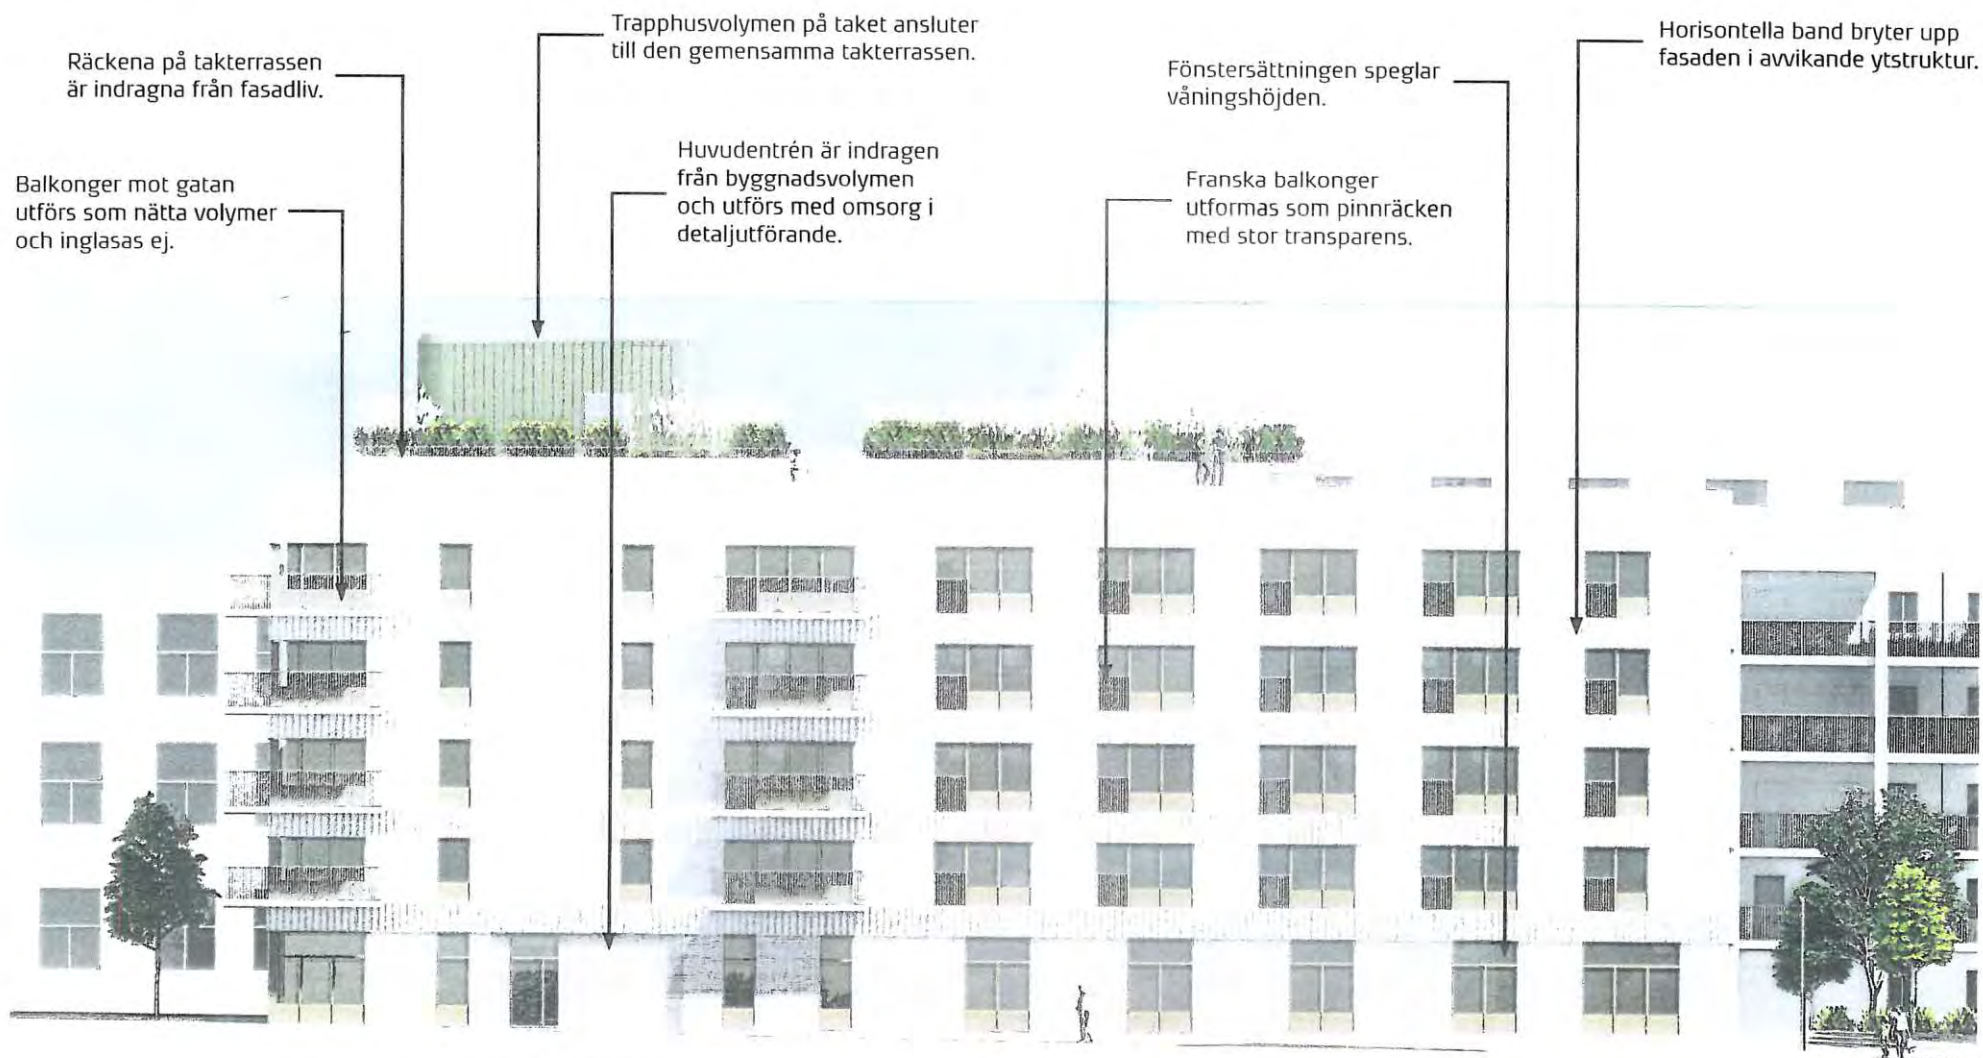 Trapphusvolymen på taket ansluter
till den gemensamma takterrassen.
Horisontella band bryter upp
fasaden i avvikande ytstruktur.
Räckena på takterrassen
är indragna från fasadliv.
Fönstersättningen speglar
våningshöjden.
Huvudentrén är indragen
från byggnadsvolymen
och utförs med omsorg i
detaljutförande.
Balkonger mot gatan
utförs som nätta volymer
och inglasas ej.
Franska balkonger
utformas som pinnräcken
med stor transparens.